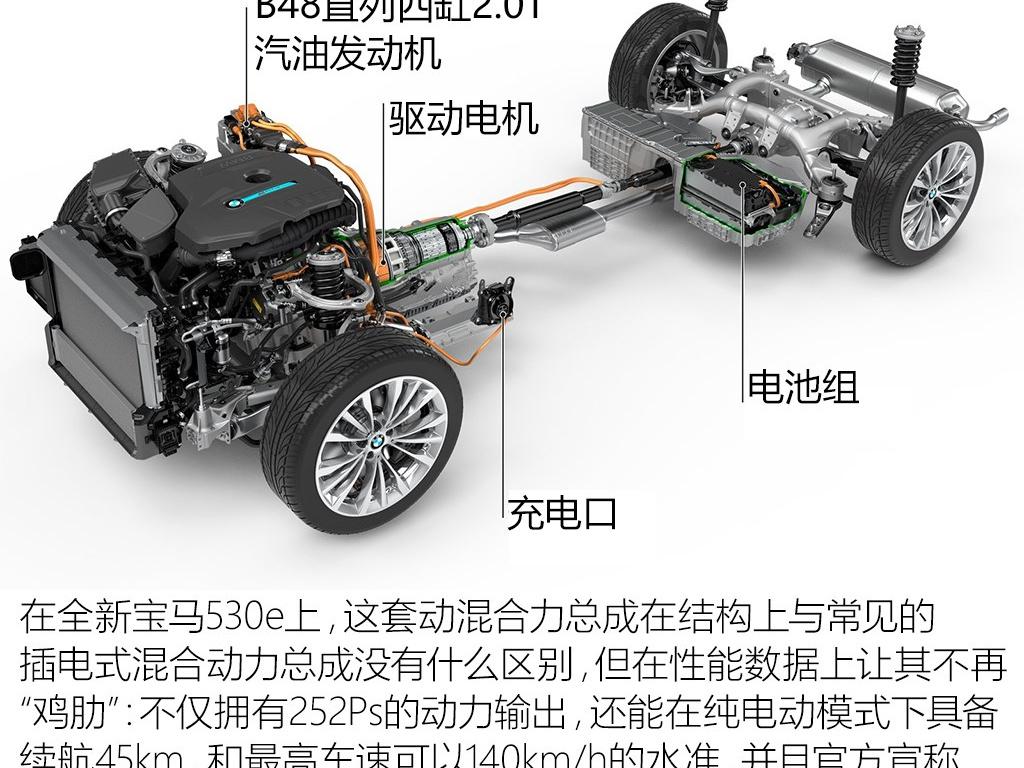 B48直列四缸2.0T
汽油发动机
驱动电机
电池组
充电口
在全新宝马530e上,这套动混合力总成在结构上与常见的
插电式混合动力总成没有什么区别,但在性能数据上让其不再
“鸡肋”:不仅拥有252Ps的动力输出,还能在纯电动模式下具备
续航45km,和最高车速可以140km/h的水准,并且官方宣称